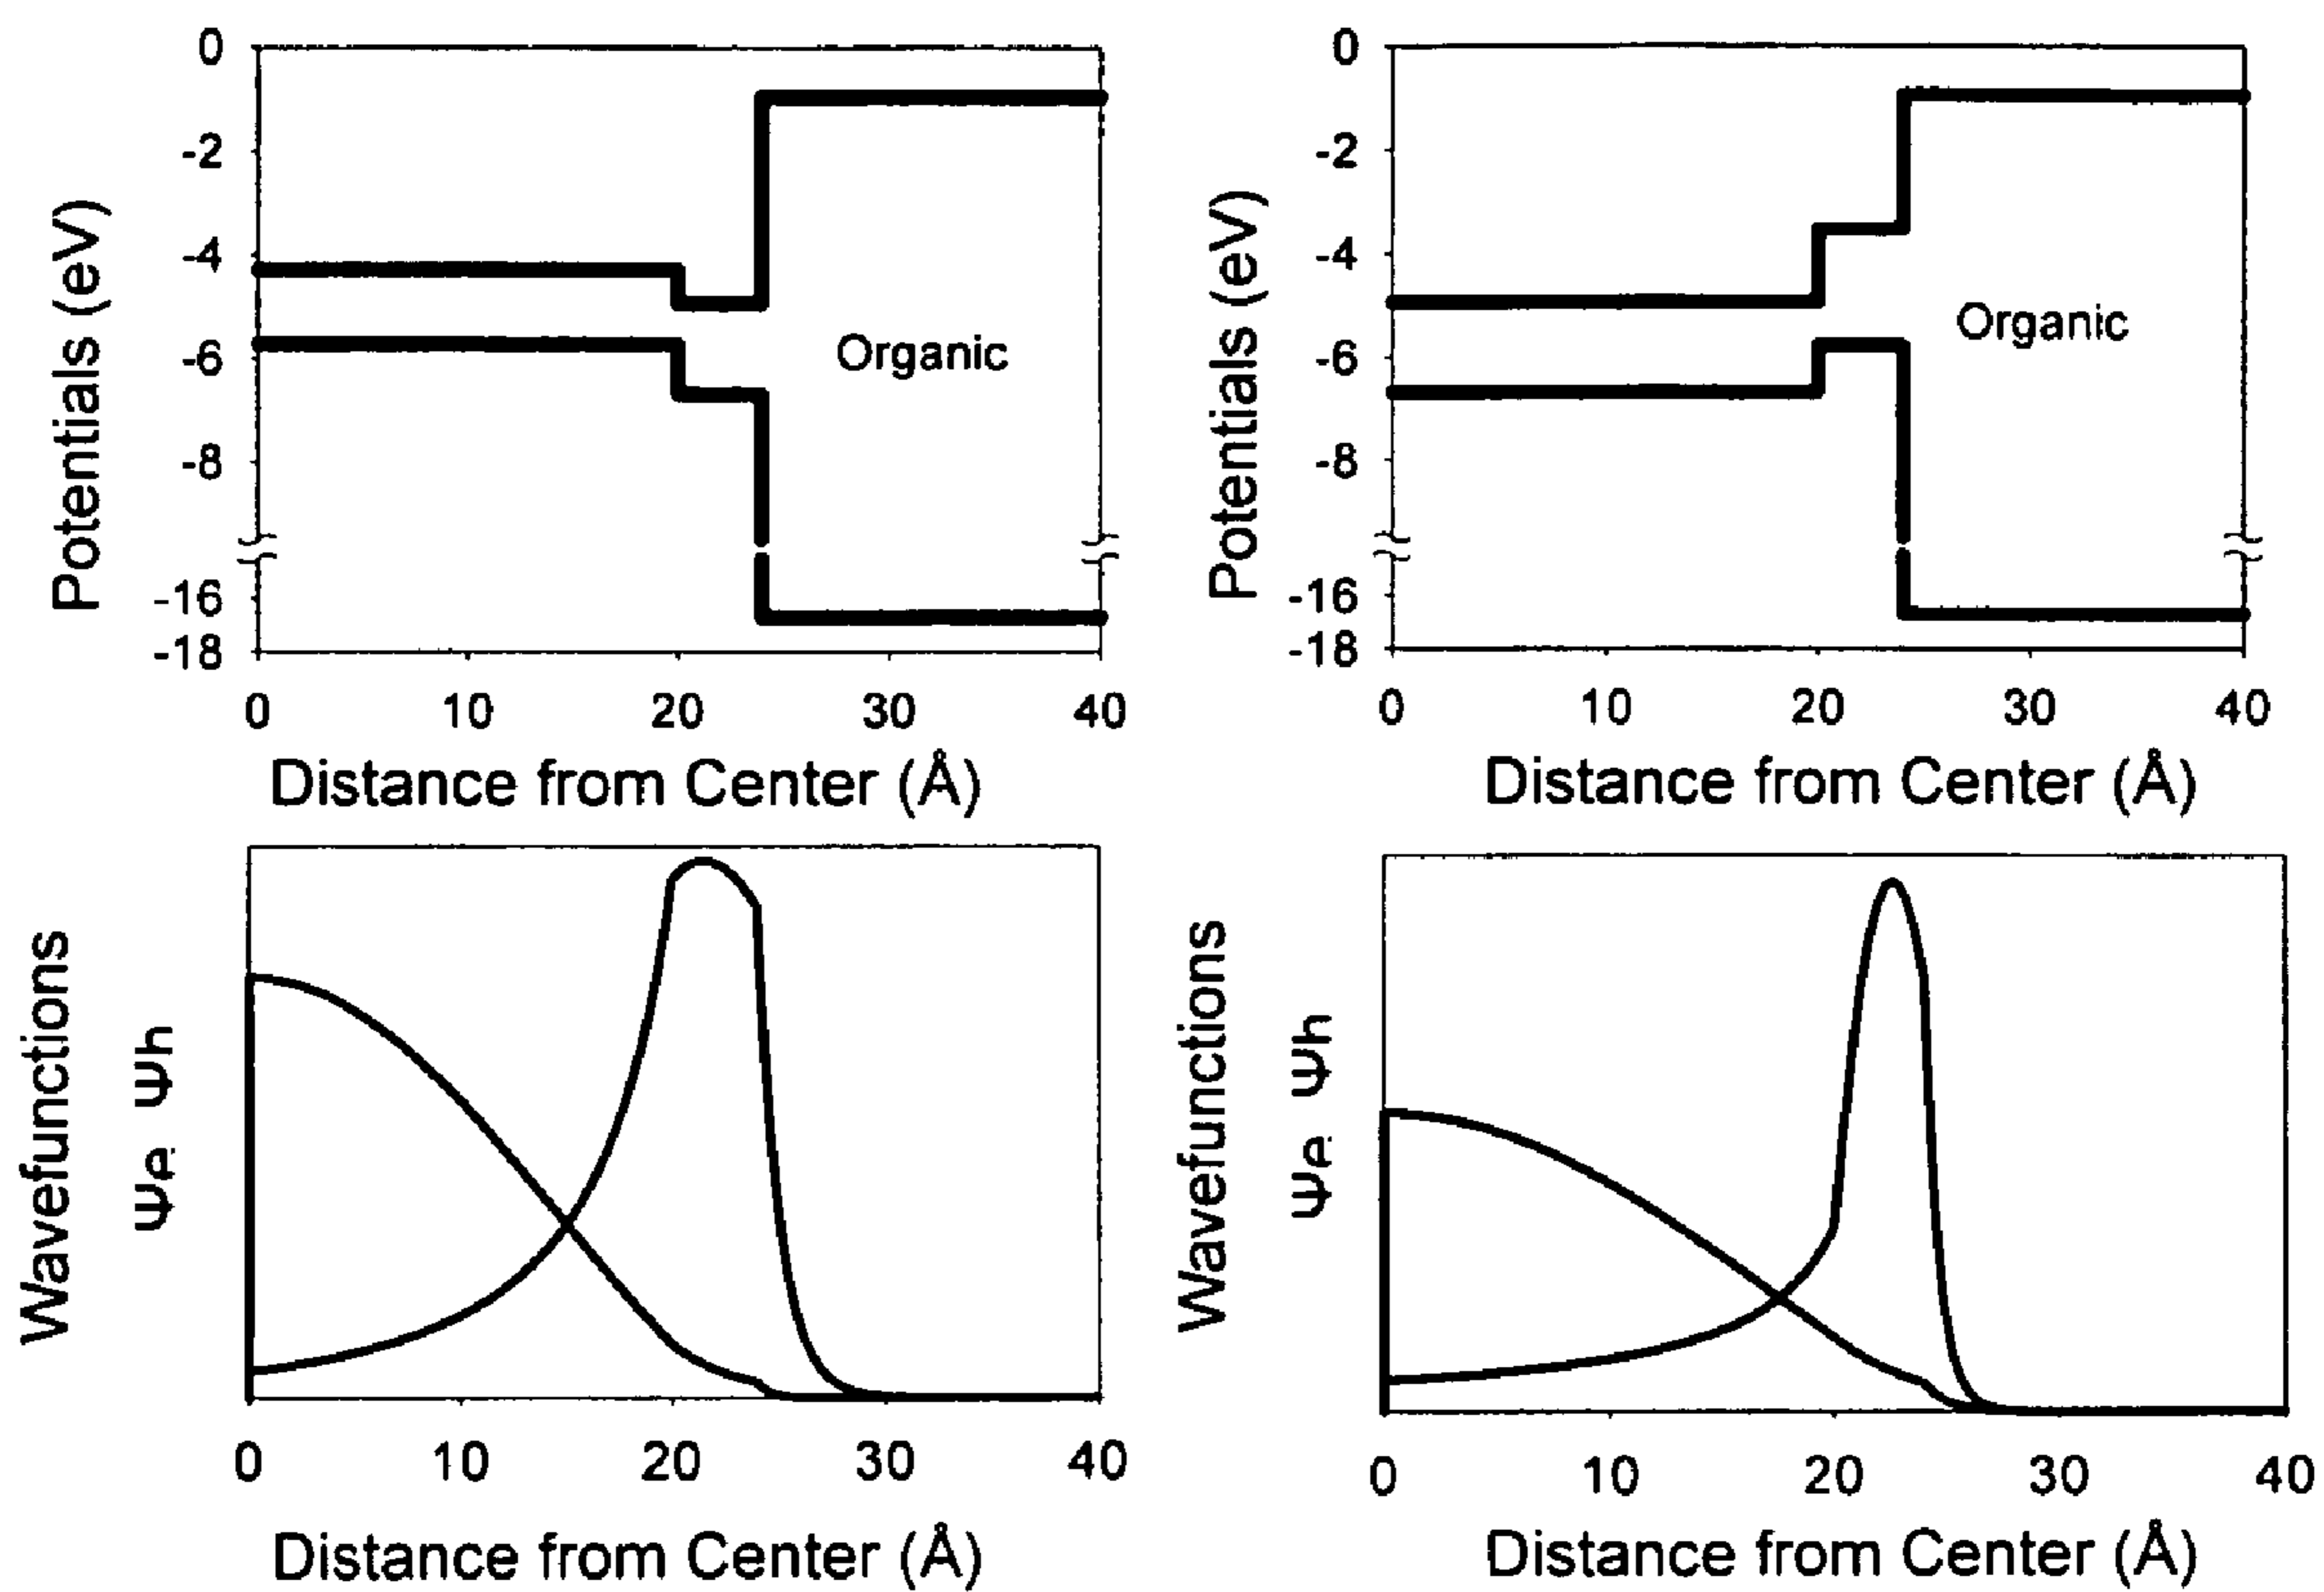 Potentials (eV)
0
-2
-4
-6
-8
-16
-18
Organic
0 10 20 30 40
Distance from Center (Å)
Potentials (eV)
0
-2
-4
-6
-8
-16
-18
Organic
0 10 20 30 40
Distance from Center (Å)
Wavefunctions
Ψe Ψh
0 10 20 30 40
Distance from Center (Å)
Wavefunctions
Ψe Ψh
0 10 20 30 40
Distance from Center (Å)